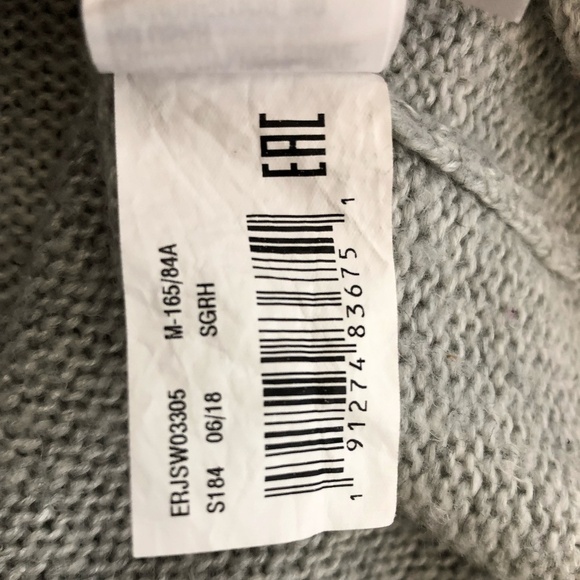 ERJSW03305 M-165/84A
S184 06/18 SGRH
EAC
1 91274 83675 1